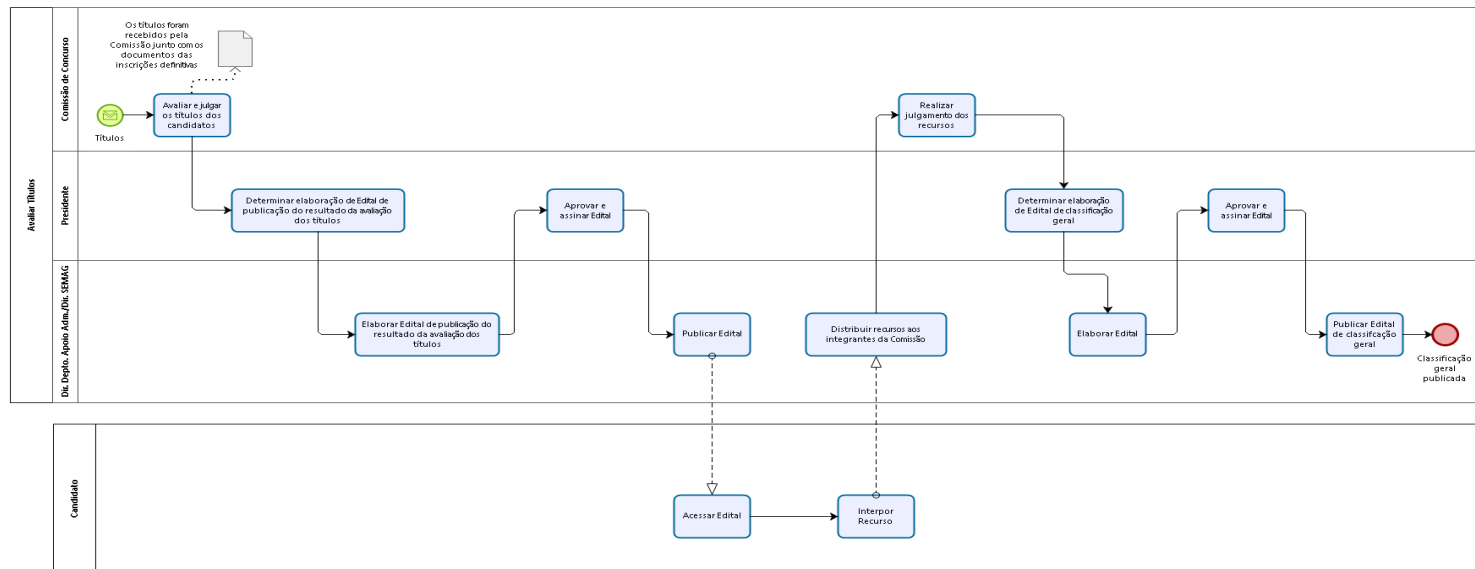 Avaliar Títulos
Comissão de Concurso
Os títulos foram
recebidos pela
Comissão junto com os
documentos das
inscrições definitivas
Títulos
Avaliar e julgar
os títulos dos
candidatos
Realizar
julgamento dos
recursos
Presidente
Determinar elaboração de Edital de
publicação do resultado da avaliação
dos títulos
Aprovar e
assinar Edital
Determinar elaboração
de Edital de classificação
geral
Aprovar e
assinar Edital
Dir. Depto. Apoio Adm./Dir. SEMAG
Elaborar Edital de publicação do
resultado da avaliação dos
títulos
Publicar Edital
Distribuir recursos aos
integrantes da Comissão
Elaborar Edital
Publicar Edital
de classifcação
geral
Classificação
geral
publicada
Candidato
Acessar Edital
Interpor
Recurso